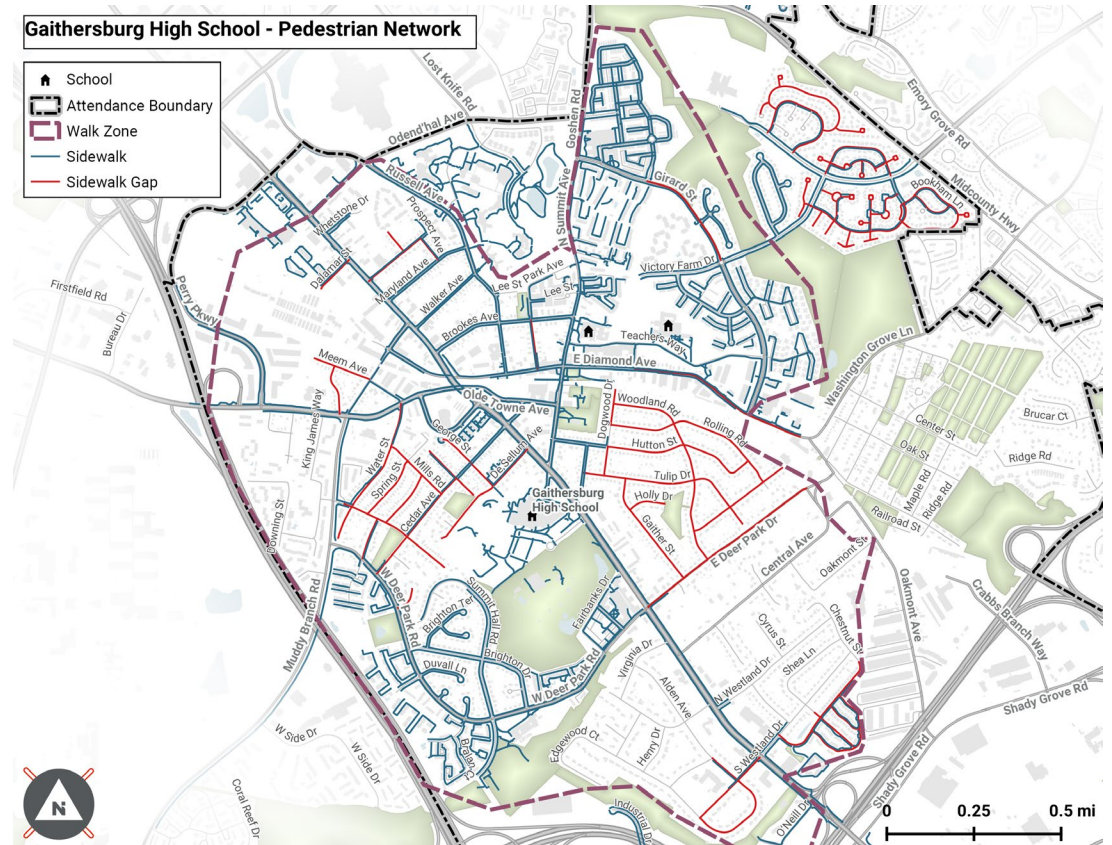 Gaithersburg High School - Pedestrian Network
School
Attendance Boundary
Walk Zone
Sidewalk
Sidewalk Gap
Lost Knife Rd
Odend'hal Ave
Goshen Rd
Emory Grove Rd
Midcounty Hwy
Bookham Ln
Russell Ave
Girard St
N Summit Ave
Whetstone Dr
Prospect Ave
Dalamar St
Maryland Ave
Walker Ave
Lee St Park Ave
Lee St
Victory Farm Dr
Firstfield Rd
Perry Pkwy
Bureau Dr
Brookes Ave
Teachers Way
E Diamond Ave
Washington Grove Ln
Meem Ave
Olde Towne Ave
Dogwood Dr
Woodland Rd
Rolling Rd
Center St
Brucar Ct
King James Way
George St
De Sellum Ave
Hutton St
Oak St
Ridge Rd
Water St
Spring St
Mills Rd
Cedar Ave
Tulip Dr
Holly Dr
Maple Rd
Ridge Rd
Railroad St
Gaithersburg
High School
Gaither St
Downing St
E Deer Park Dr
Central Ave
Oakmont St
Oakmont Ave
Crabbs Branch Way
Muddy Branch Rd
W Deer Park Rd
Brighton Ter
Summit Hall Rd
Fairbanks Dr
Cyrus St
Chestnut St
Shea Ln
Duvall Ln
Brighton Dr
W Deer Park Rd
Virginia Dr
Alden Ave
N Westland Dr
Shady Grove Rd
W Side Dr
W Side Dr
Braian Ct
Edgewood Ct
Henry Dr
S Westland Dr
Shady Grove Rd
Coral Reef Dr
Industrial Dr
O'Neill Dr
N
0 0.25 0.5 mi